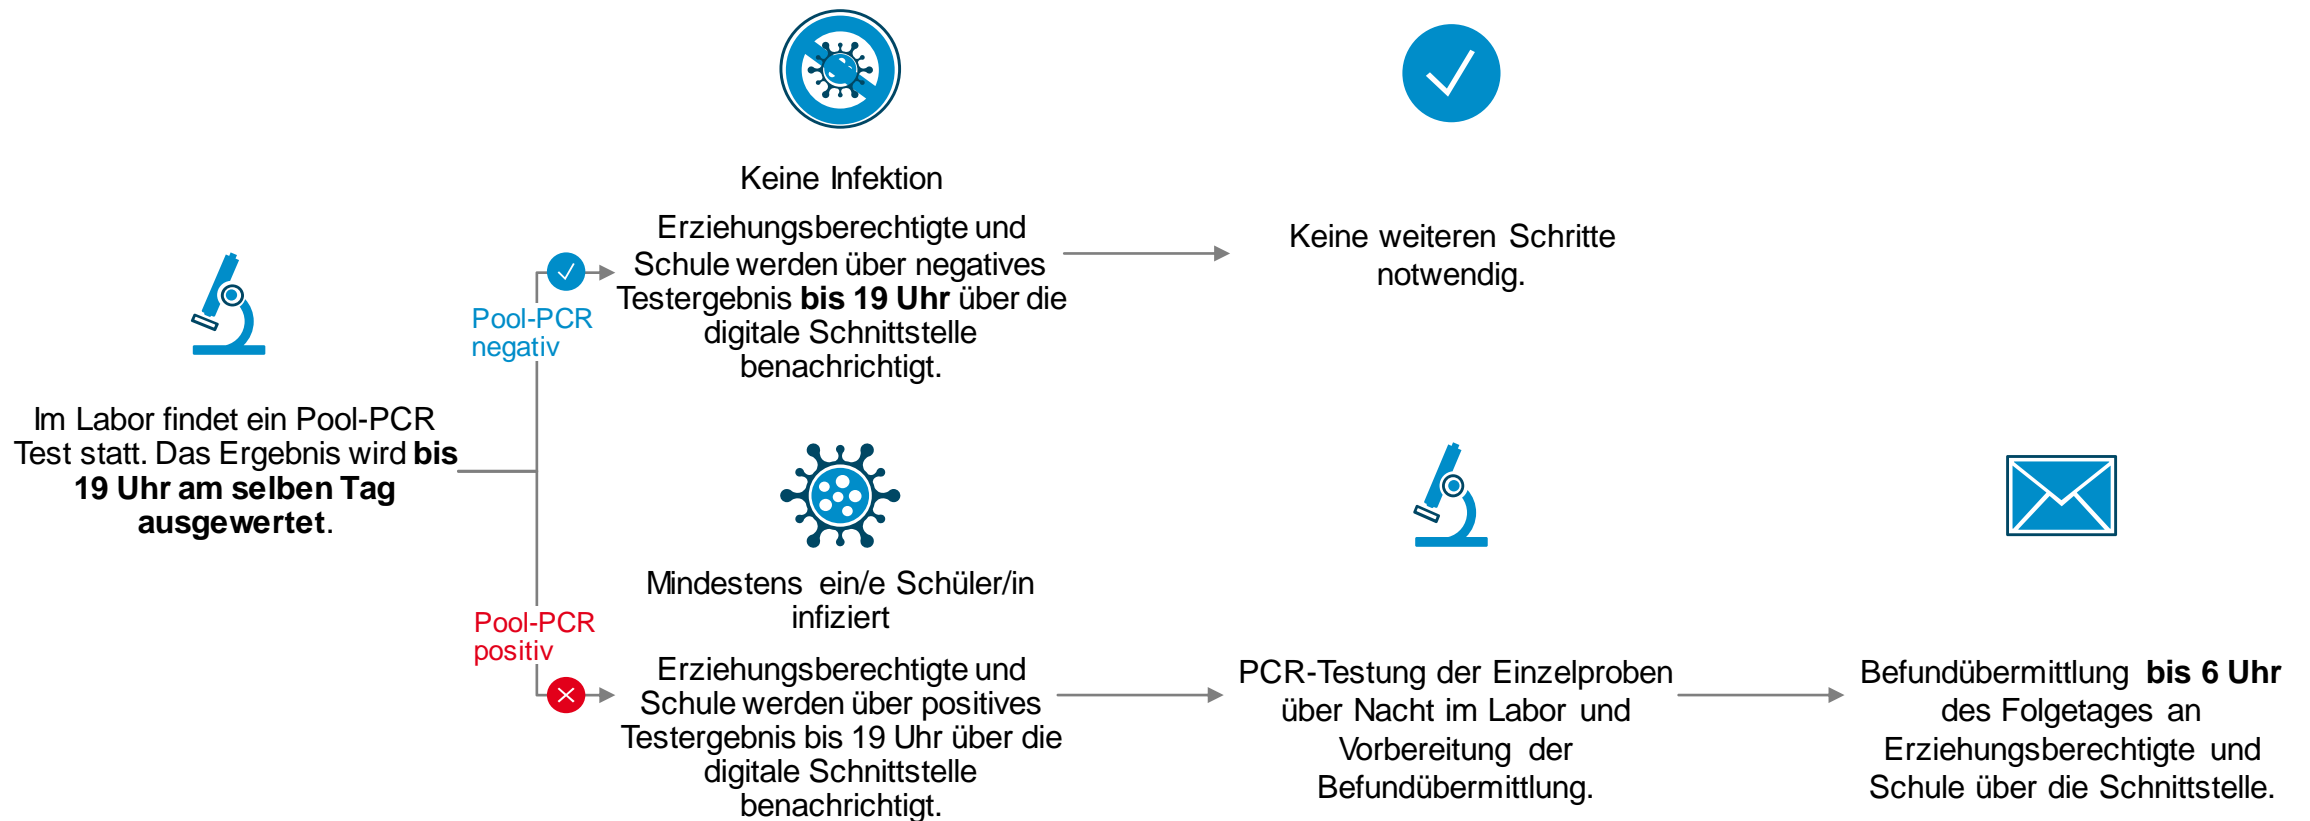 Im Labor findet ein Pool-PCR
Test statt. Das Ergebnis wird bis
19 Uhr am selben Tag
ausgewertet.
Pool-PCR
negativ
Keine Infektion
Erziehungsberechtigte und
Schule werden über negatives
Testergebnis bis 19 Uhr über die
digitale Schnittstelle
benachrichtigt.
Keine weiteren Schritte
notwendig.
Pool-PCR
positiv
Mindestens ein/e Schüler/in
infiziert
Erziehungsberechtigte und
Schule werden über positives
Testergebnis bis 19 Uhr über die
digitale Schnittstelle
benachrichtigt.
PCR-Testung der Einzelproben
über Nacht im Labor und
Vorbereitung der
Befundübermittlung.
Befundübermittlung bis 6 Uhr
des Folgetages an
Erziehungsberechtigte und
Schule über die Schnittstelle.